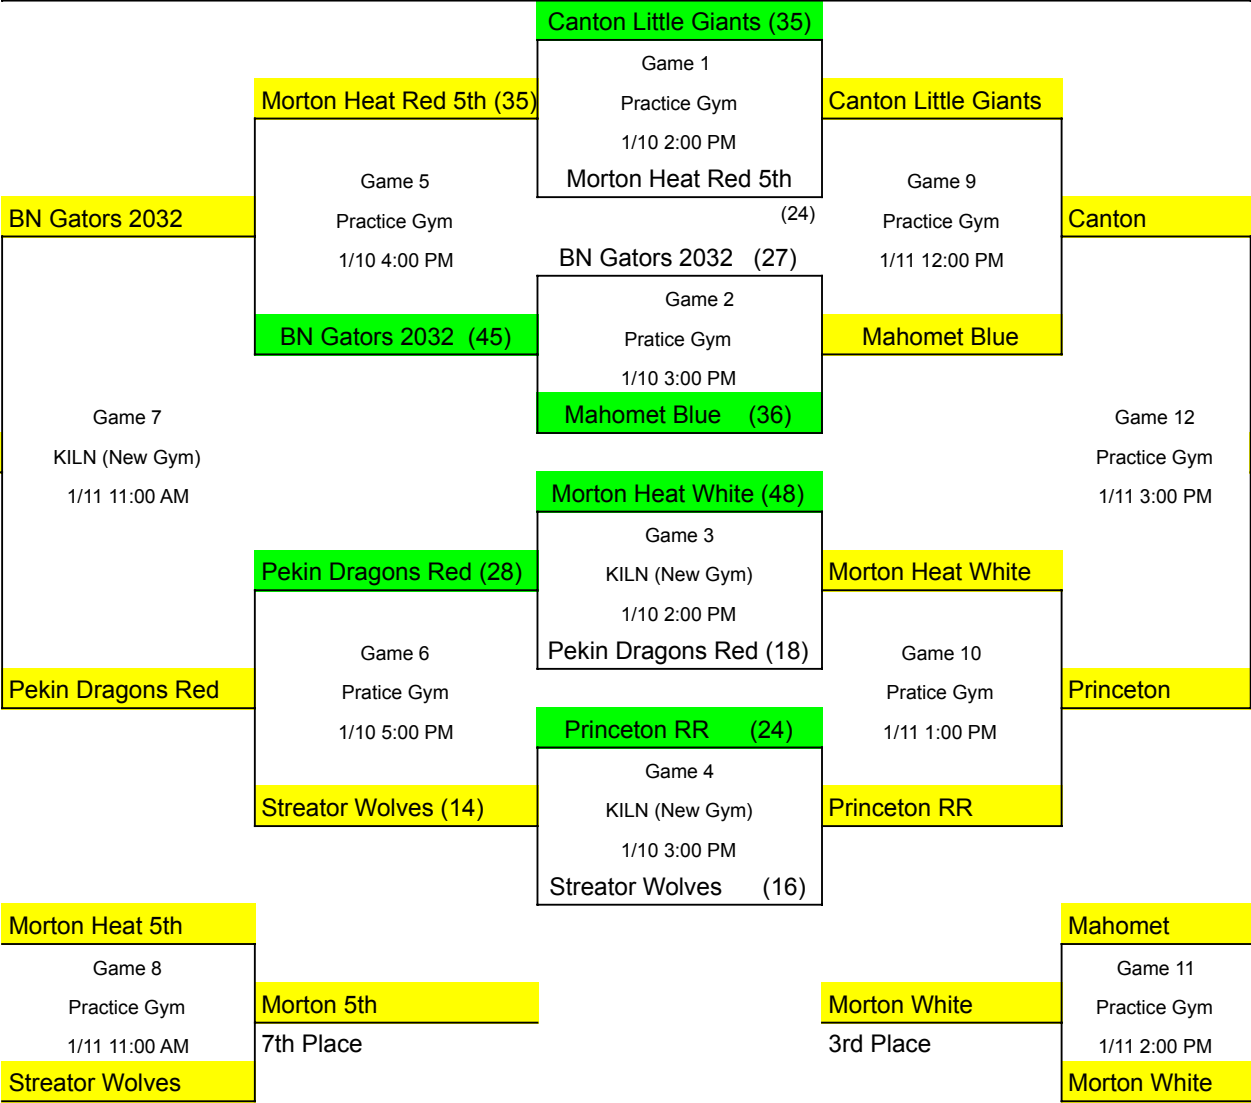 Canton Little Giants (35)
Game 1
Morton Heat Red 5th (35)
Practice Gym
Canton Little Giants
1/10 2:00 PM
Game 5
Morton Heat Red 5th
Game 9
BN Gators 2032
Practice Gym
(24)
Practice Gym
Canton
1/10 4:00 PM
BN Gators 2032 (27)
1/11 12:00 PM
Game 2
BN Gators 2032 (45)
Pratice Gym
Mahomet Blue
1/10 3:00 PM
Game 7
Mahomet Blue (36)
Game 12
KILN (New Gym)
Practice Gym
1/11 11:00 AM
Morton Heat White (48)
1/11 3:00 PM
Game 3
Pekin Dragons Red (28)
KILN (New Gym)
Morton Heat White
1/10 2:00 PM
Game 6
Pekin Dragons Red (18)
Game 10
Pekin Dragons Red
Pratice Gym
Pratice Gym
Princeton
1/10 5:00 PM
Princeton RR (24)
1/11 1:00 PM
Game 4
Streator Wolves (14)
KILN (New Gym)
Princeton RR
1/10 3:00 PM
Streator Wolves (16)
Morton Heat 5th
Mahomet
Game 8
Game 11
Practice Gym
Morton 5th
Morton White
Practice Gym
1/11 11:00 AM
7th Place
3rd Place
1/11 2:00 PM
Streator Wolves
Morton White